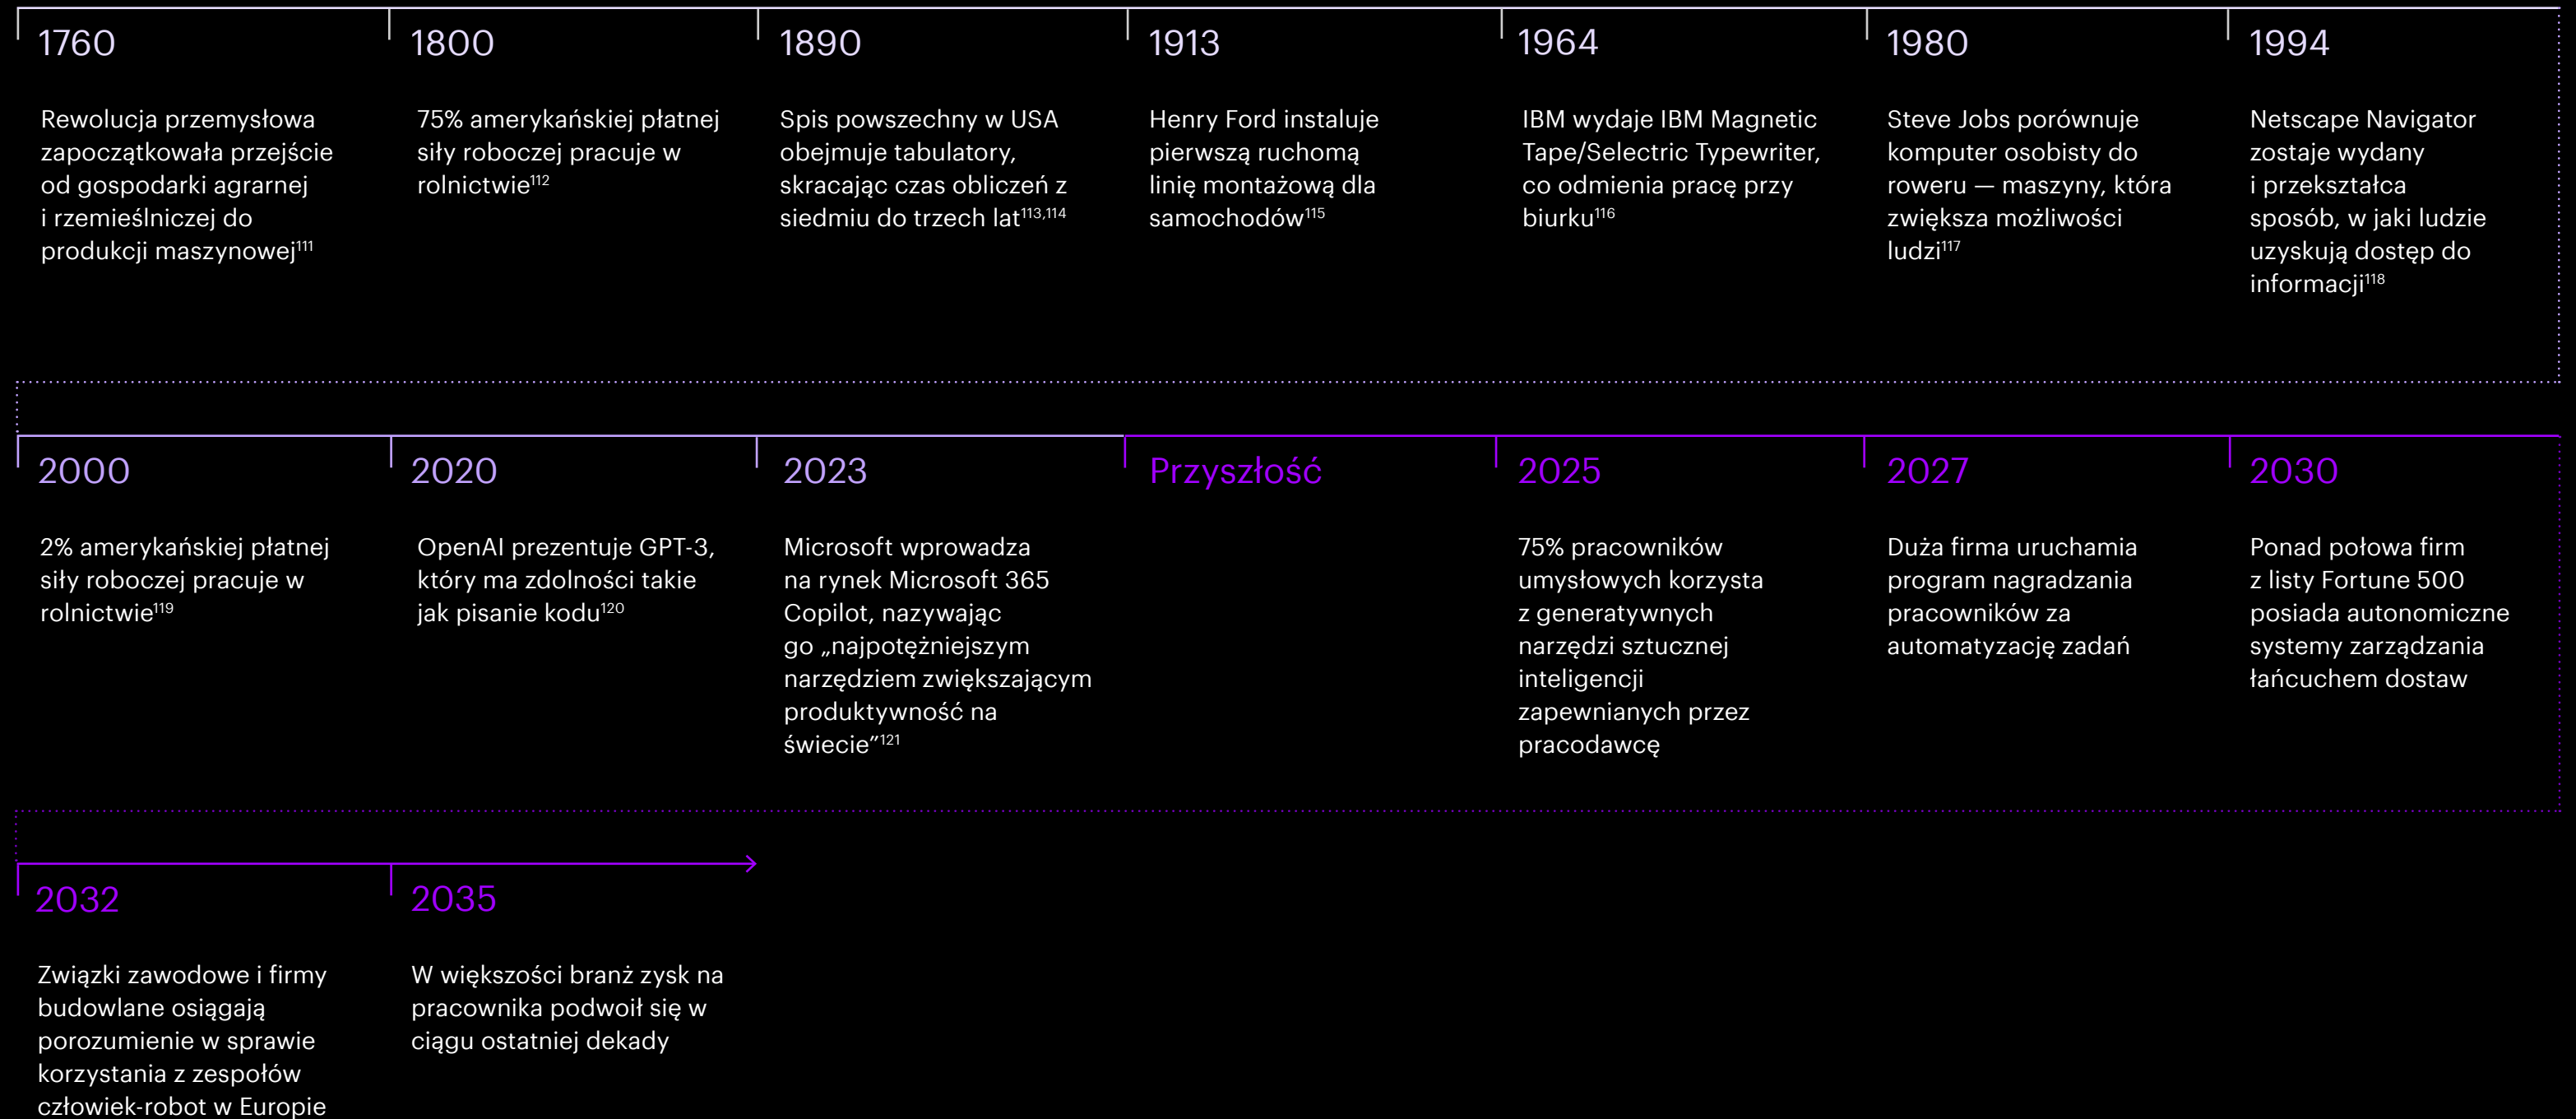 1760
Rewolucja przemysłowa
zapoczątkowała przejście
od gospodarki agrarnej
i rzemieślniczej do
produkcji maszynowej111
1800
75% amerykańskiej płatnej
siły roboczej pracuje w
rolnictwie112
1890
Spis powszechny w USA
obejmuje tabulatory,
skracając czas obliczeń z
siedmiu do trzech lat113,114
1913
Henry Ford instaluje
pierwszą ruchomą
linię montażową dla
samochodów115
1964
IBM wydaje IBM Magnetic
Tape/Selectric Typewriter,
co odmienia pracę przy
biurku116
1980
Steve Jobs porównuje
komputer osobisty do
roweru — maszyny, która
zwiększa możliwości
ludzi117
1994
Netscape Navigator
zostaje wydany
i przekształca
sposób, w jaki ludzie
uzyskują dostęp do
informacji118
2000
2% amerykańskiej płatnej
siły roboczej pracuje w
rolnictwie119
2020
OpenAI prezentuje GPT-3,
który ma zdolności takie
jak pisanie kodu120
2023
Microsoft wprowadza
na rynek Microsoft 365
Copilot, nazywając
go „najpotężniejszym
narzędziem zwiększającym
produktywność na
świecie”121
Przyszłość
2025
75% pracowników
umysłowych korzysta
z generatywnych
narzędzi sztucznej
inteligencji
zapewnianych przez
pracodawcę
2027
Duża firma uruchamia
program nagradzania
pracowników za
automatyzację zadań
2030
Ponad połowa firm
z listy Fortune 500
posiada autonomiczne
systemy zarządzania
łańcuchem dostaw
2032
Związki zawodowe i firmy
budowlane osiągają
porozumienie w sprawie
korzystania z zespołów
człowiek-robot w Europie
2035
W większości branż zysk na
pracownika podwoił się w
ciągu ostatniej dekady